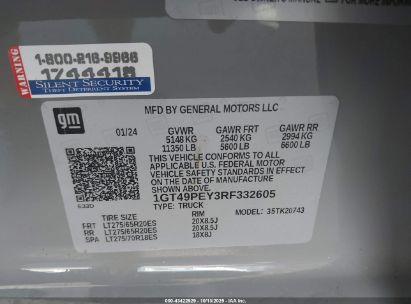 1-800-216-9966
1744418
SILENT SECURITY
THEFT DETERRENT SYSTEM
gm
MFD BY GENERAL MOTORS LLC
01/24 GVWR GAWR FRT GAWR RR
5148 KG 2540 KG 2994 KG
11350 LB 5600 LB 6600 LB
THIS VEHICLE CONFORMS TO ALL
APPLICABLE U.S. FEDERAL MOTOR
VEHICLE SAFETY STANDARDS IN
EFFECT ON THE DATE OF
MANUFACTURE SHOWN ABOVE.
1GT49PEY3RF332605
TYPE: TRUCK
TIRE SIZE RIM MODEL: 35TK20743
FRT LT275/65R20ES 20X8.5J
RR LT275/65R20ES 20X8.5J
SPA LT275/70R18ES 18X8J